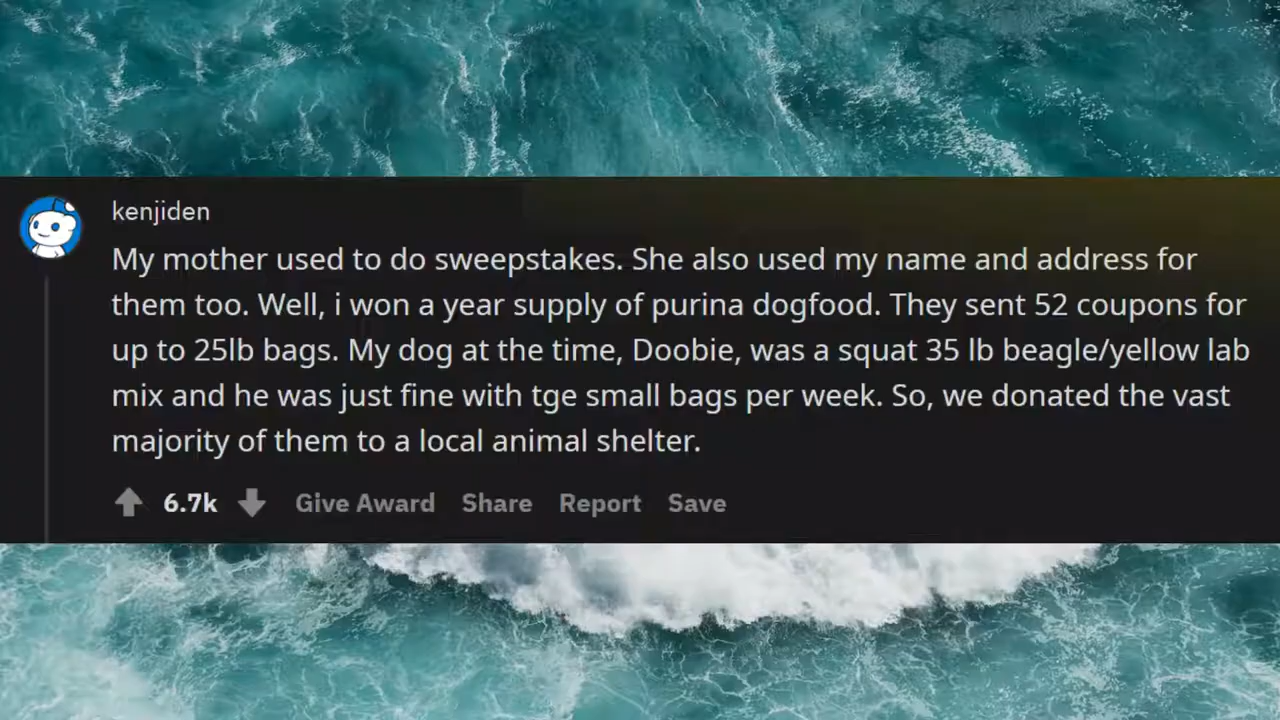 kenjiden
My mother used to do sweepstakes. She also used my name and address for
them too. Well, i won a year supply of purina dogfood. They sent 52 coupons for
up to 25lb bags. My dog at the time, Doobie, was a squat 35 lb beagle/yellow lab
mix and he was just fine with tge small bags per week. So, we donated the vast
majority of them to a local animal shelter.
6.7k Give Award Share Report Save